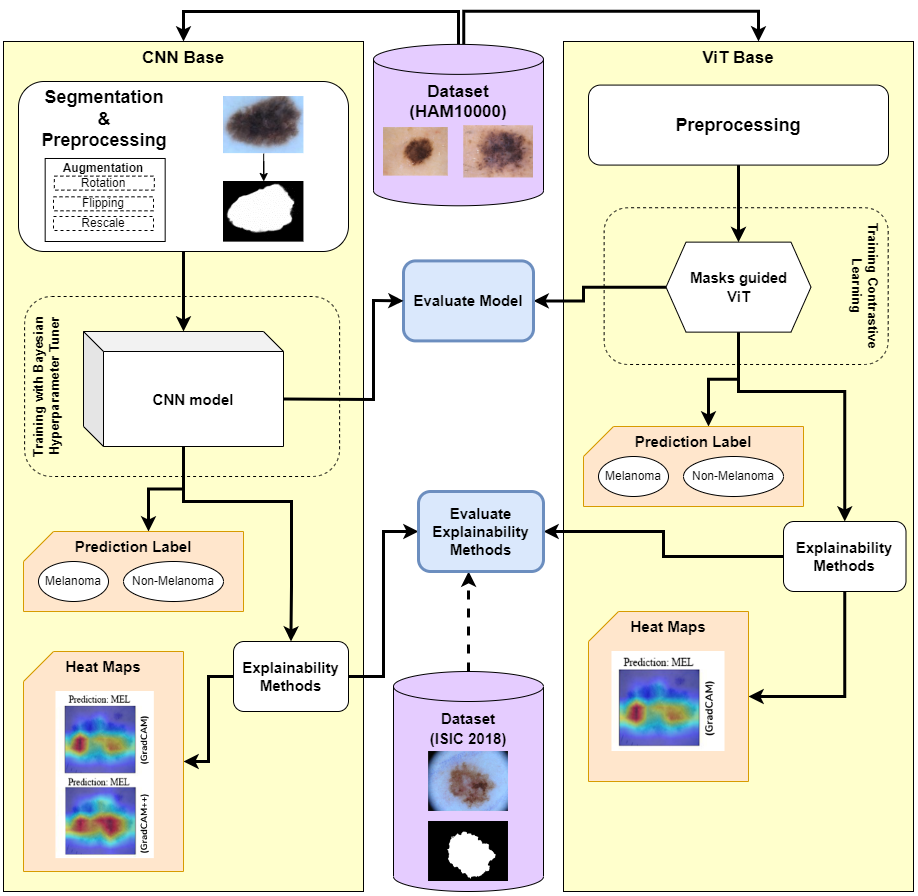 CNN Base
Segmentation
&
Preprocessing
Augmentation
Rotation
Flipping
Rescale
Training with Bayesian
Hyperparameter Tuner
CNN model
Prediction Label
Melanoma
Non-Melanoma
Explainability
Methods
Heat Maps
Prediction: MEL
(GradCAM)
Prediction: MEL
(GradCAM++)
Dataset
(HAM10000)
Evaluate Model
Evaluate
Explainability
Methods
Dataset
(ISIC 2018)
ViT Base
Preprocessing
Training Contrastive
Learning
Masks guided
ViT
Prediction Label
Melanoma
Non-Melanoma
Explainability
Methods
Heat Maps
Prediction: MEL
(GradCAM)